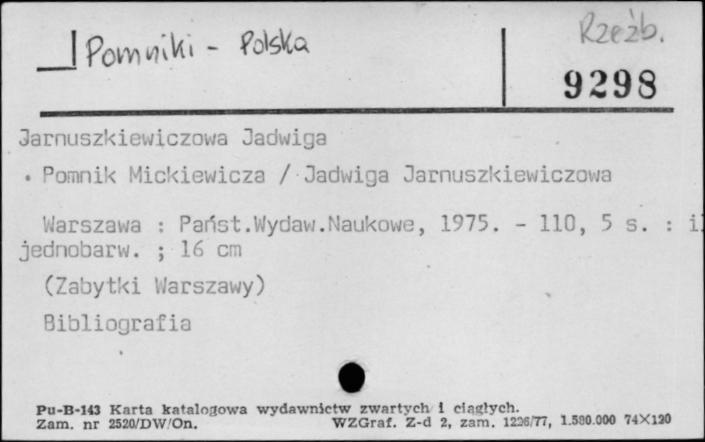 Rzeźb.
Pomniki - Polska
9298
Jarnuszkiewiczowa Jadwiga
Pomnik Mickiewicza / Jadwiga Jarnuszkiewiczowa
Warszawa : Państ.Wydaw.Naukowe, 1975. - 110, 5 s. : il
jednobarw. ; 16 cm
(Zabytki Warszawy)
Bibliografia
Pu-B-143 Karta katalogowa wydawnictw zwartych i ciągłych.
Zam. nr 2520/DW/On. WZGraf. Z-d 2, zam. 1226/77, 1.580.000 74×120